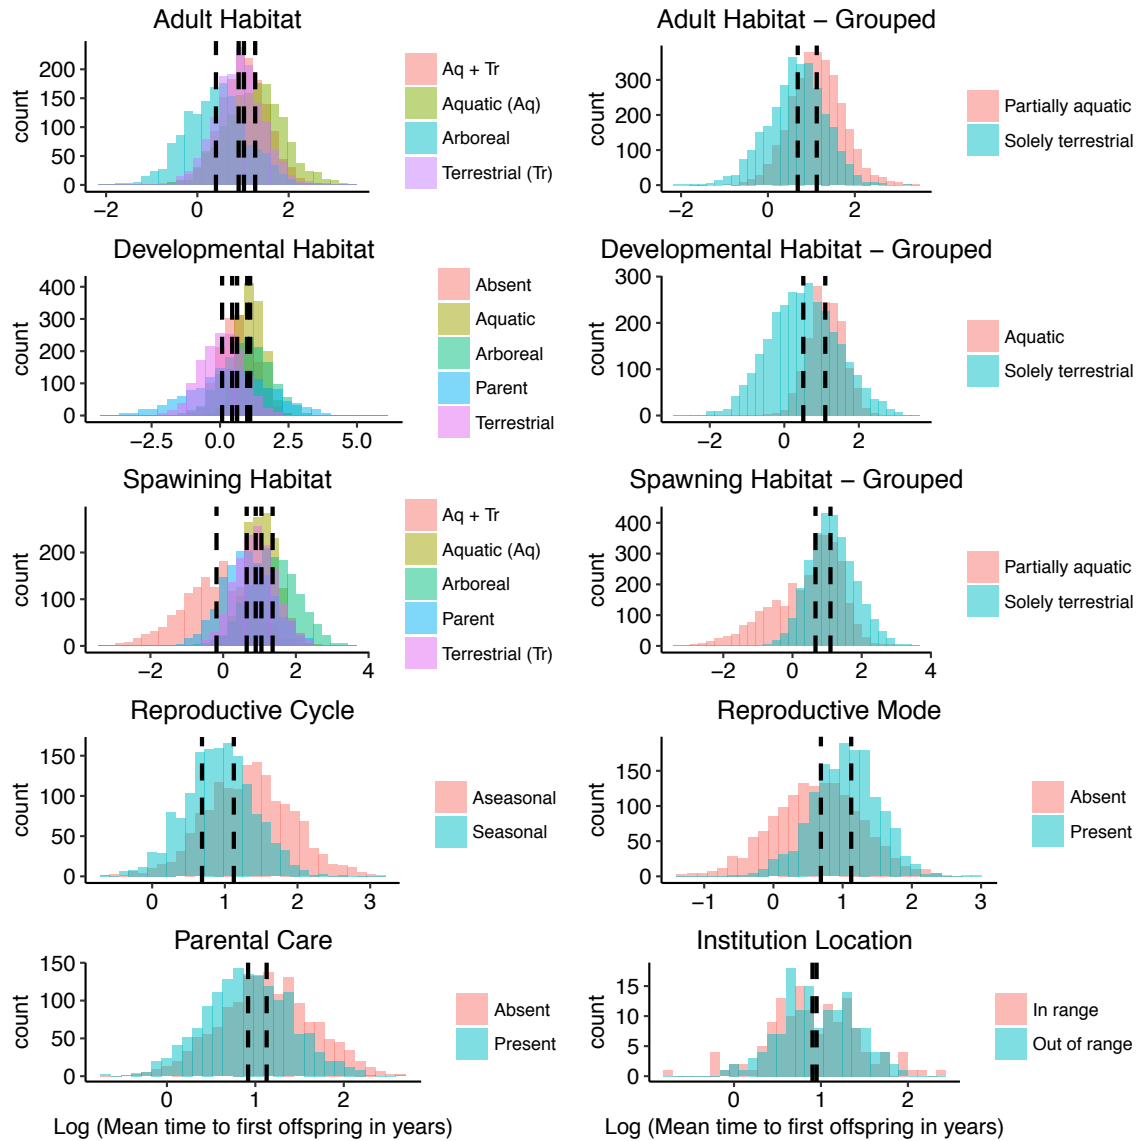 Adult Habitat
200
150
100
50
0
count
−2 0 2
Aq + Tr
Aquatic (Aq)
Arboreal
Terrestrial (Tr)
Adult Habitat − Grouped
300
200
100
0
count
−2 0 2
Partially aquatic
Solely terrestrial
Developmental Habitat
400
300
200
100
0
count
−2.5 0.0 2.5 5.0
Absent
Aquatic
Arboreal
Parent
Terrestrial
Developmental Habitat − Grouped
300
200
100
0
count
−2 0 2
Aquatic
Solely terrestrial
Spawining Habitat
200
100
0
count
−2 0 2 4
Aq + Tr
Aquatic (Aq)
Arboreal
Parent
Terrestrial (Tr)
Spawning Habitat − Grouped
400
300
200
100
0
count
−2 0 2 4
Partially aquatic
Solely terrestrial
Reproductive Cycle
150
100
50
0
count
0 1 2 3
Aseasonal
Seasonal
Reproductive Mode
150
100
50
0
count
−1 0 1 2 3
Absent
Present
Parental Care
150
100
50
0
count
0 1 2
Log (Mean time to first offspring in years)
Absent
Present
Institution Location
15
10
5
0
count
0 1 2
Log (Mean time to first offspring in years)
In range
Out of range